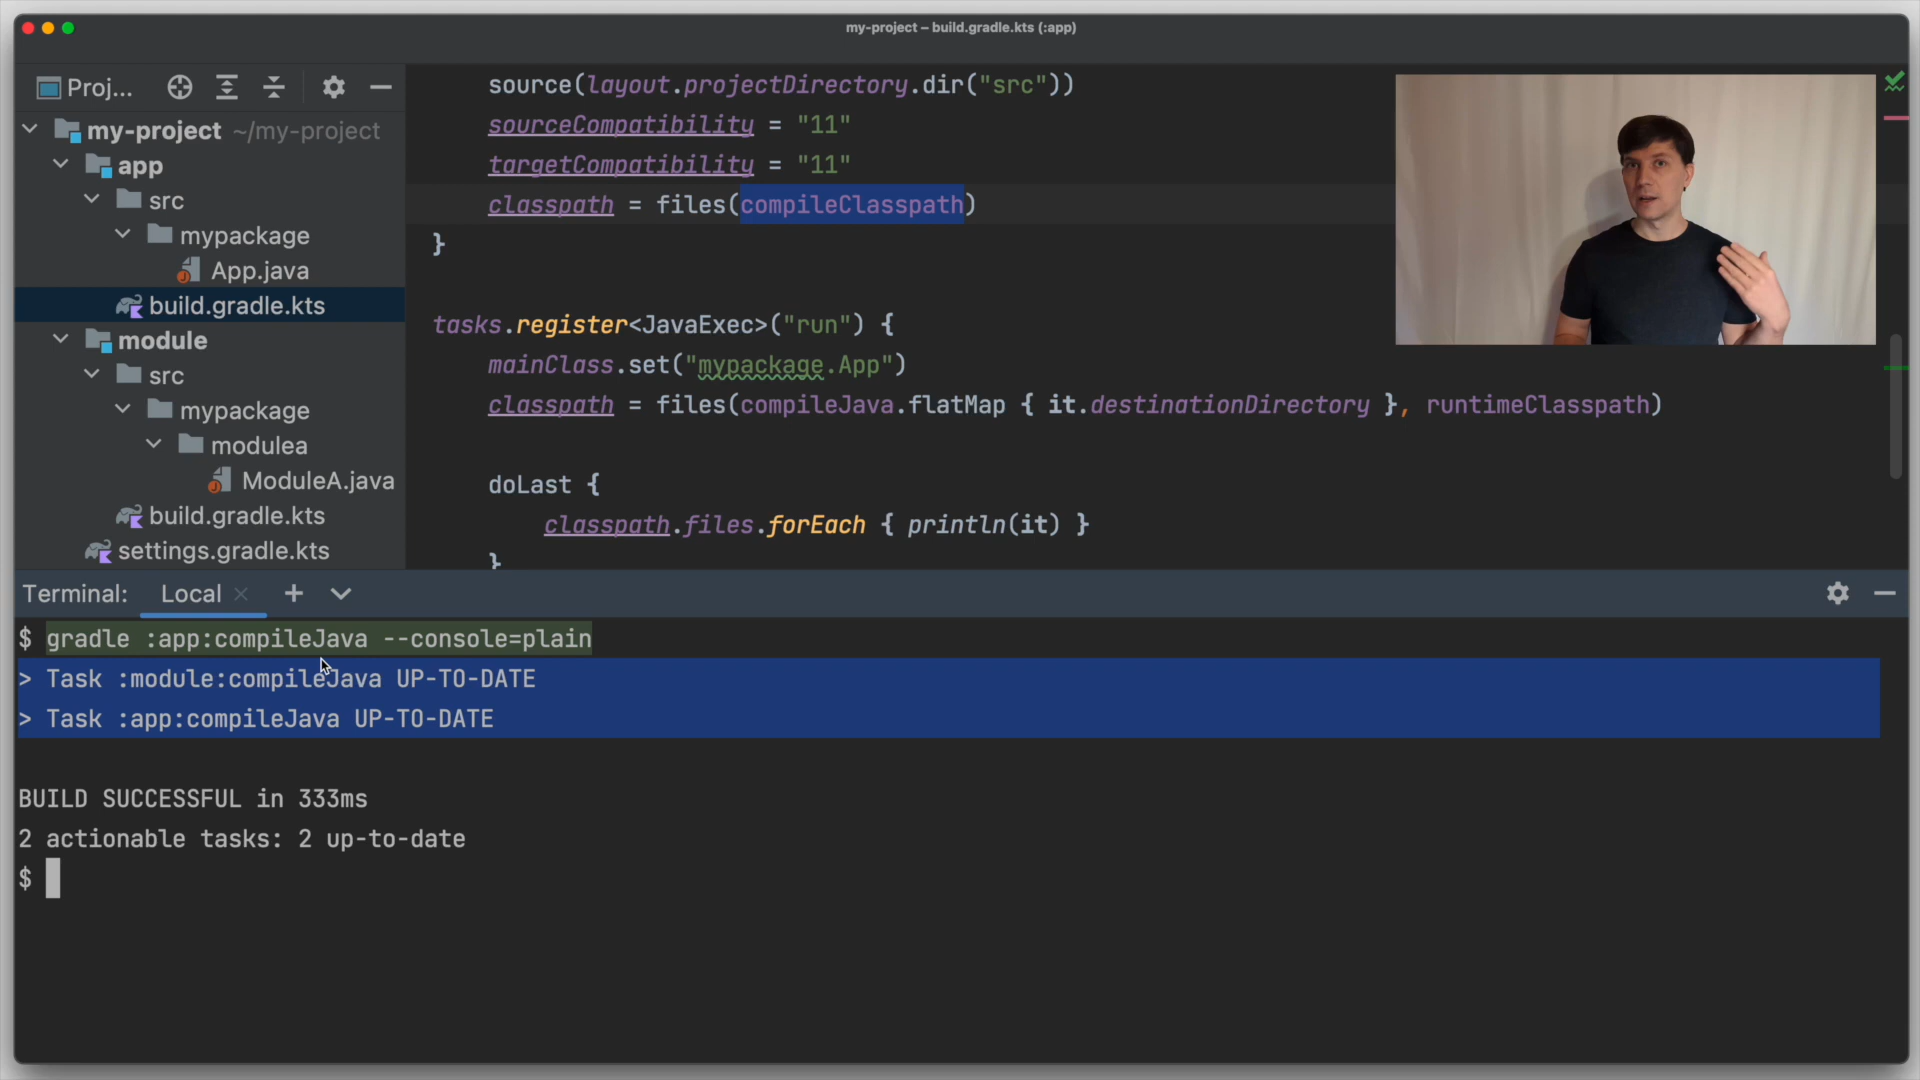 my-project – build.gradle.kts (:app)
Proj...
my-project ~/my-project
app
src
mypackage
App.java
build.gradle.kts
module
src
mypackage
modulea
ModuleA.java
build.gradle.kts
settings.gradle.kts
source(layout.projectDirectory.dir("src"))
sourceCompatibility = "11"
targetCompatibility = "11"
classpath = files(compileClasspath)
}
tasks.register<JavaExec>("run") {
mainClass.set("mypackage.App")
classpath = files(compileJava.flatMap { it.destinationDirectory }, runtimeClasspath)
doLast {
classpath.files.forEach { println(it) }
}
Terminal: Local
$ gradle :app:compileJava --console=plain
> Task :module:compileJava UP-TO-DATE
> Task :app:compileJava UP-TO-DATE
BUILD SUCCESSFUL in 333ms
2 actionable tasks: 2 up-to-date
$